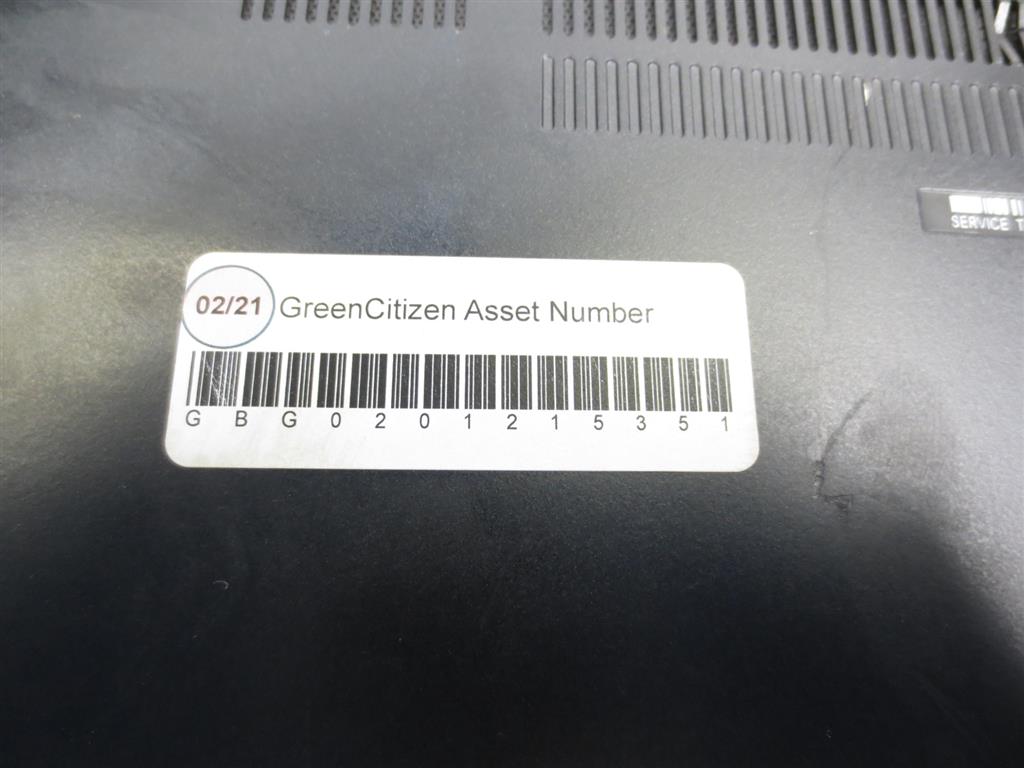 SERVICE T
02/21 GreenCitizen Asset Number
G B G 0 2 0 1 2 1 5 3 5 1